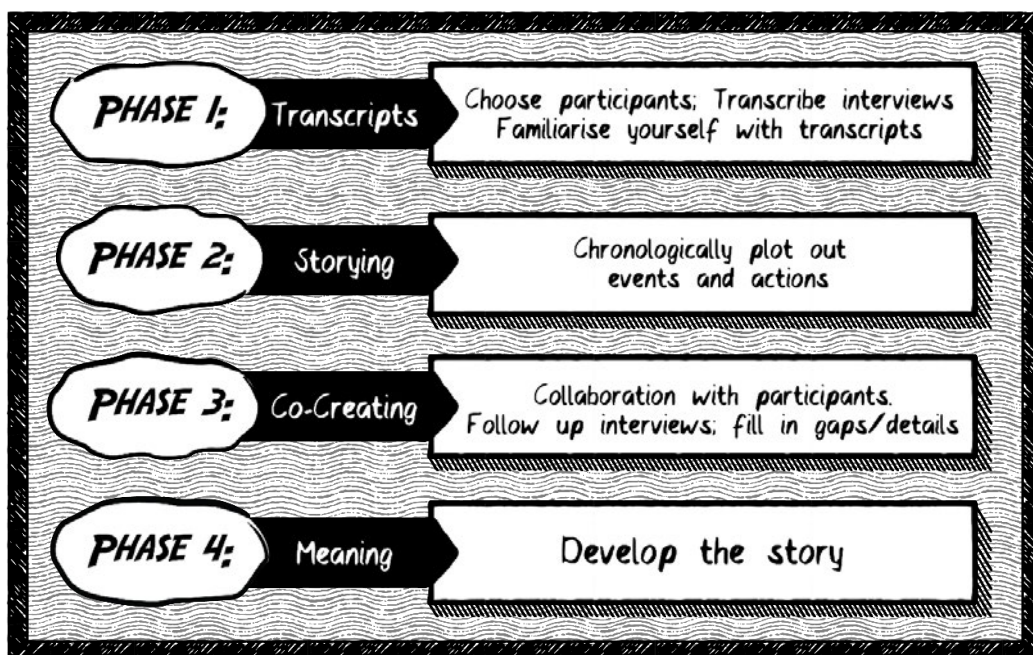 PHASE 1:
Transcripts
Choose participants; Transcribe interviews
Familiarise yourself with transcripts
PHASE 2:
Storying
Chronologically plot out
events and actions
PHASE 3:
Co-Creating
Collaboration with participants.
Follow up interviews; fill in gaps/details
PHASE 4:
Meaning
Develop the story